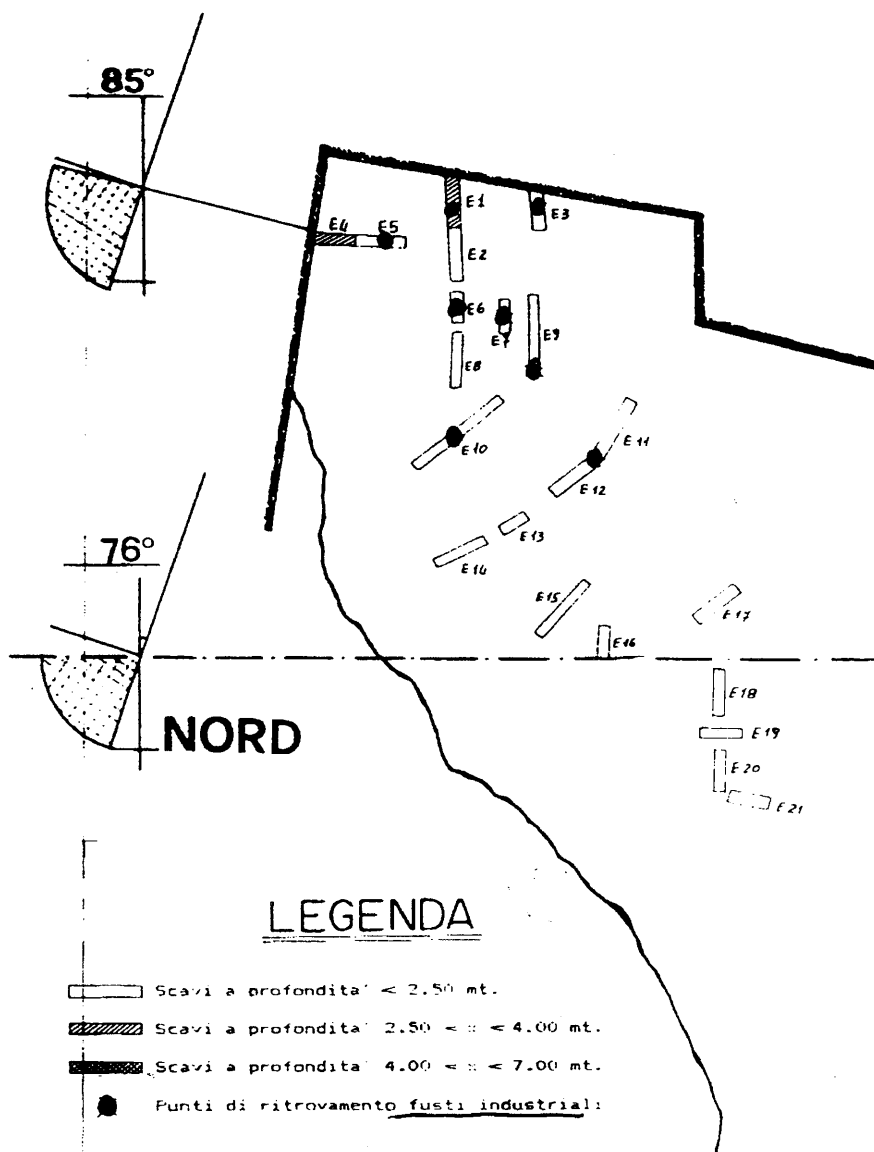 85°
E1
E3
E4
E5
E2
E6
E7
E9
E8
E10
E11
E12
E13
E14
76°
E15
E17
E16
NORD
E18
E19
E20
E21
LEGENDA
Scavi a profondita' < 2.50 mt.
Scavi a profondita' 2.50 < < 4.00 mt.
Scavi a profondita' 4.00 < < 7.00 mt.
Punti di ritrovamento fusti industriali